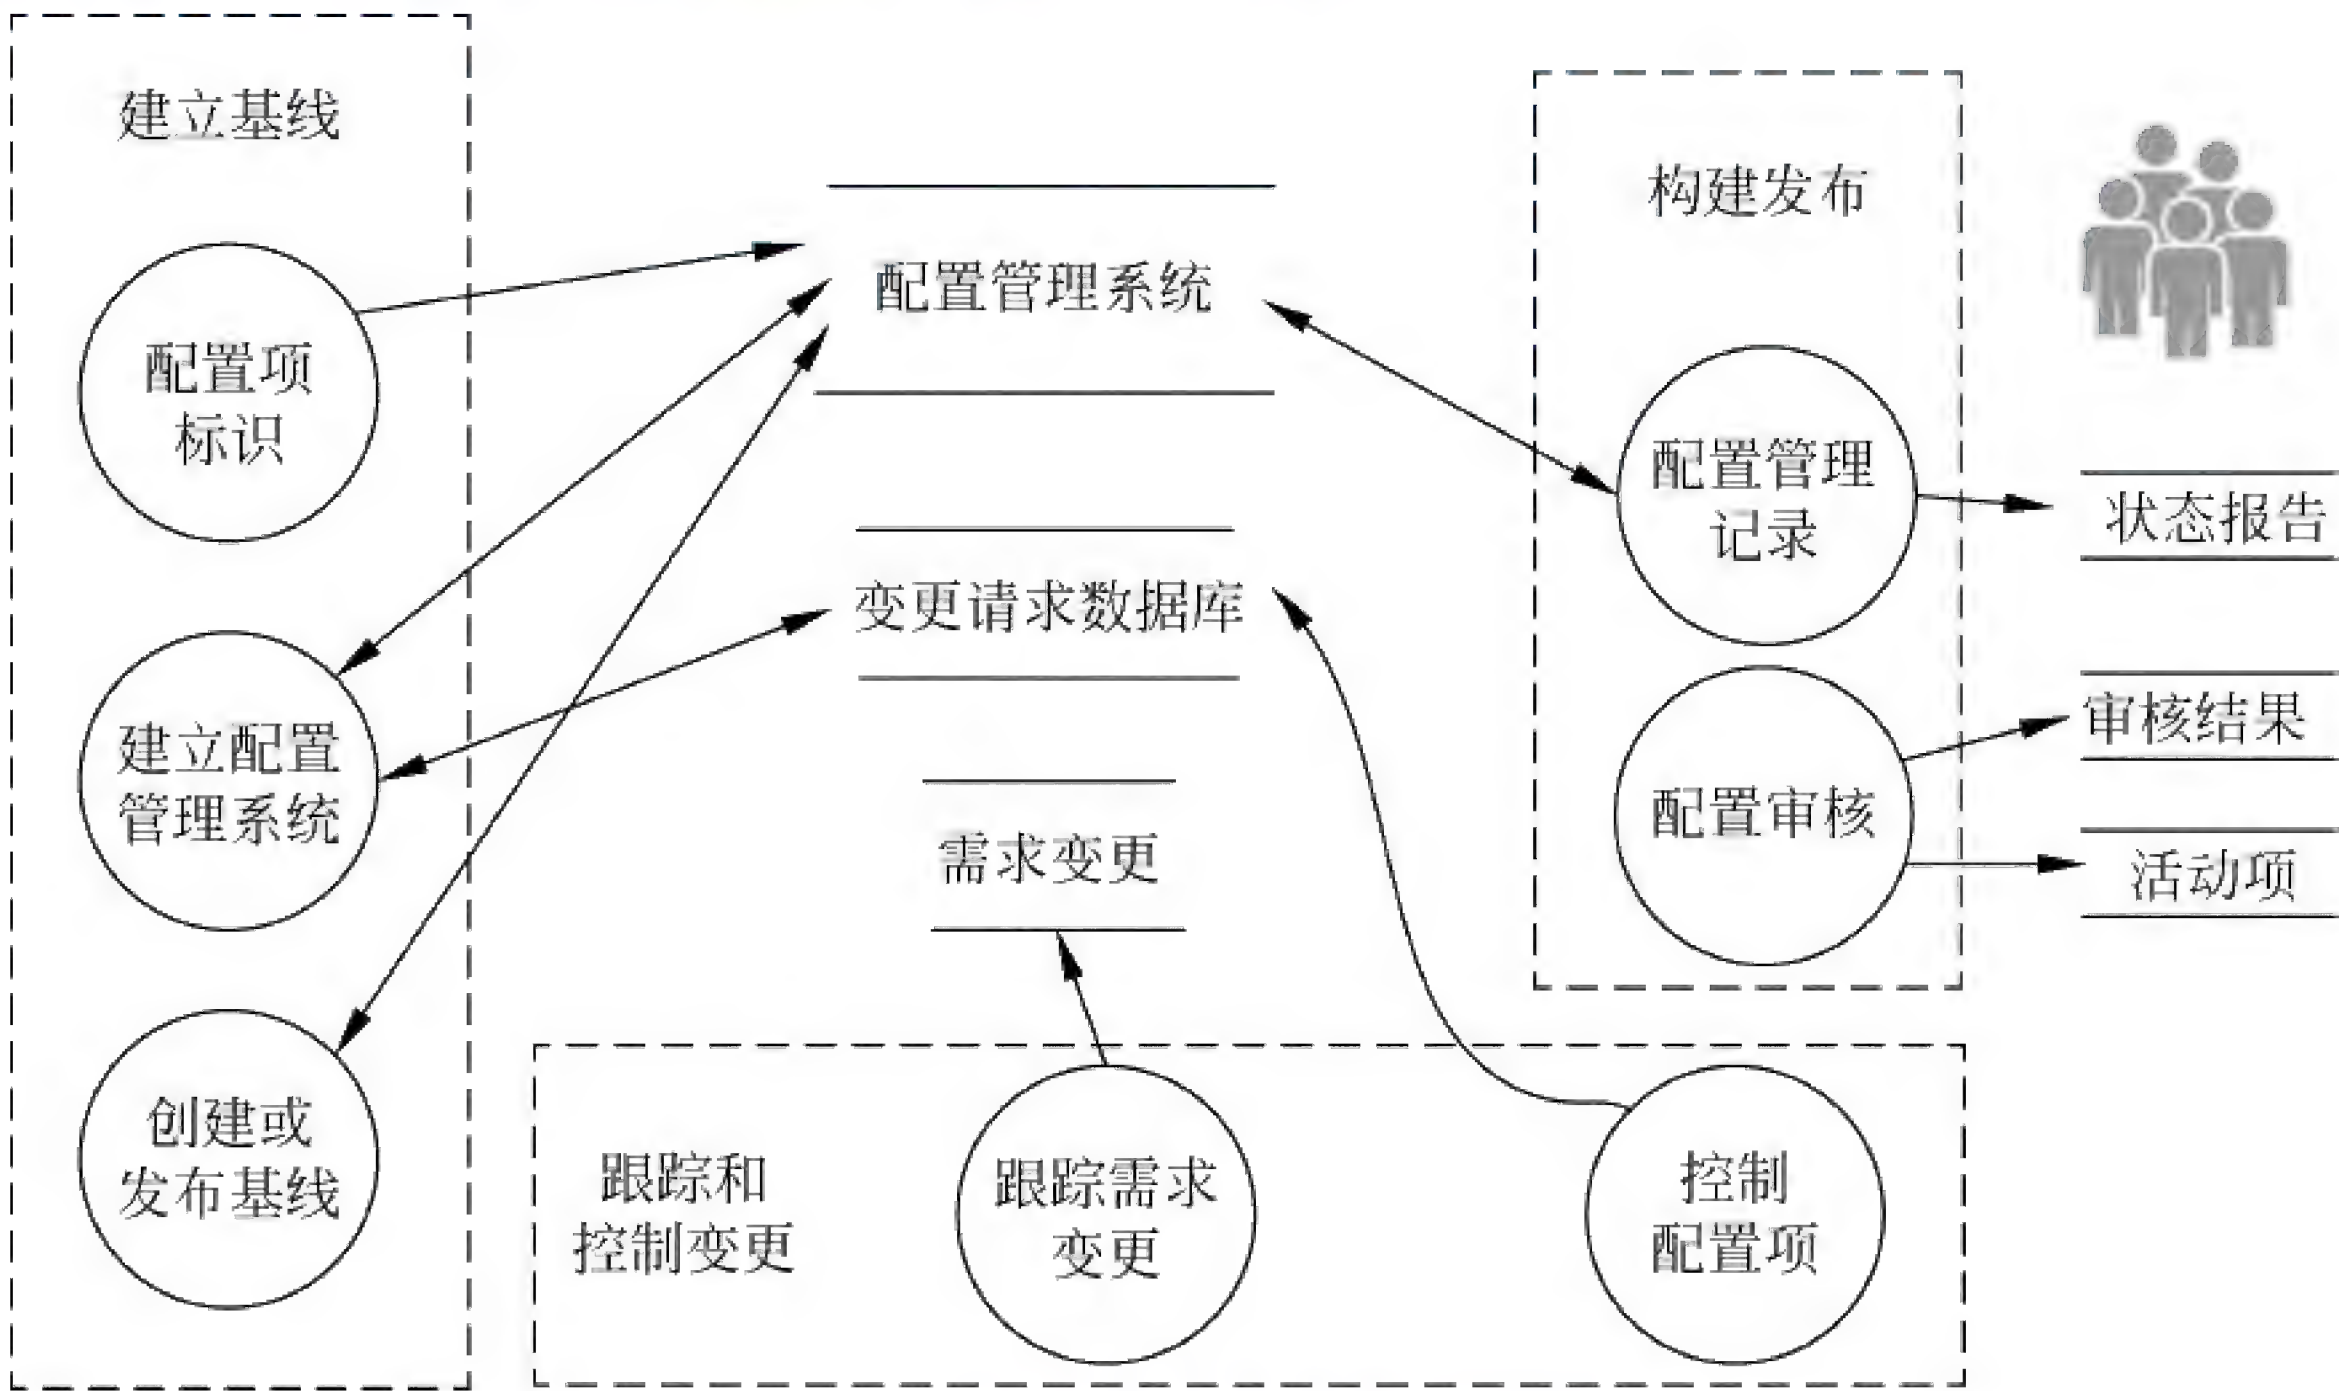 建立基线
配置项
标识
建立配置
管理系统
创建或
发布基线
配置管理系统
变更请求数据库
需求变更
跟踪和
控制变更
跟踪需求
变更
控制
配置项
构建发布
配置管理
记录
配置审核
状态报告
审核结果
活动项